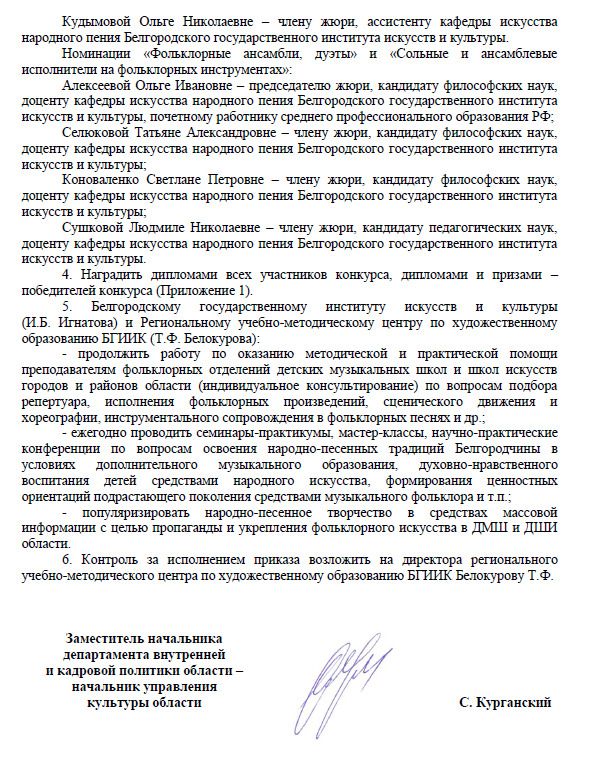 Кудымовой Ольге Николаевне – члену жюри, ассистенту кафедры искусства
народного пения Белгородского государственного института искусств и культуры.
Номинации «Фольклорные ансамбли, дуэты» и «Сольные и ансамблевые
исполнители на фольклорных инструментах»:
Алексеевой Ольге Ивановне – председателю жюри, кандидату философских наук,
доценту кафедры искусства народного пения Белгородского государственного института
искусств и культуры, почетному работнику среднего профессионального образования РФ;
Селюковой Татьяне Александровне – члену жюри, кандидату философских наук,
доценту кафедры искусства народного пения Белгородского государственного института
искусств и культуры;
Коноваленко Светлане Петровне – члену жюри, кандидату философских наук,
доценту кафедры искусства народного пения Белгородского государственного института
искусств и культуры;
Сушковой Людмиле Николаевне – члену жюри, кандидату педагогических наук,
доценту кафедры искусства народного пения Белгородского государственного института
искусств и культуры.
4. Наградить дипломами всех участников конкурса, дипломами и призами –
победителей конкурса (Приложение 1).
5. Белгородскому государственному институту искусств и культуры
(И.Б. Игнатова) и Региональному учебно-методическому центру по художественному
образованию БГИИК (Т.Ф. Белокурова):
- продолжить работу по оказанию методической и практической помощи
преподавателям фольклорных отделений детских музыкальных школ и школ искусств
городов и районов области (индивидуальное консультирование) по вопросам подбора
репертуара, исполнения фольклорных произведений, сценического движения и
хореографии, инструментального сопровождения в фольклорных песнях и др.;
- ежегодно проводить семинары-практикумы, мастер-классы, научно-практические
конференции по вопросам освоения народно-песенных традиций Белгородчины в
условиях дополнительного музыкального образования, духовно-нравственного
воспитания детей средствами народного искусства, формирования ценностных
ориентаций подрастающего поколения средствами музыкального фольклора и т.п.;
- популяризировать народно-песенное творчество в средствах массовой
информации с целью пропаганды и укрепления фольклорного искусства в ДМШ и ДШИ
области.
6. Контроль за исполнением приказа возложить на директора регионального
учебно-методического центра по художественному образованию БГИИК Белокурову Т.Ф.
Заместитель начальника
департамента внутренней
и кадровой политики области –
начальник управления
культуры области
С. Курганский